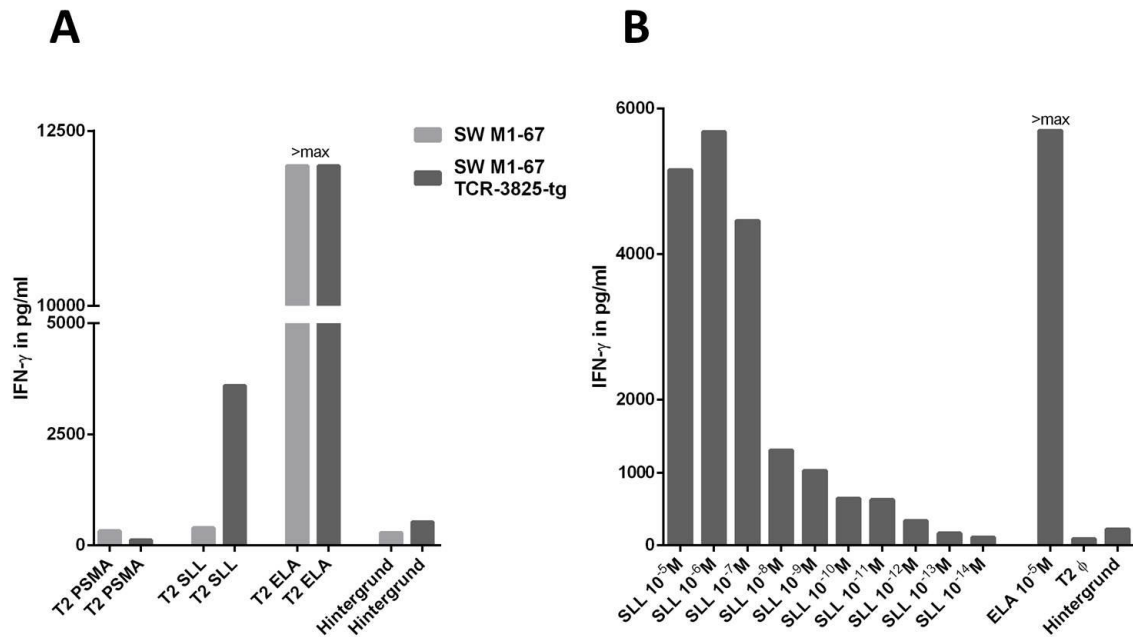 A
IFN-γ in pg/ml
12500
10000
5000
2500
0
>max
SW M1-67
SW M1-67
TCR-3825-tg
T2 PSMA
T2 PSMA
T2 SLL
T2 SLL
T2 ELA
T2 ELA
Hintergrund
Hintergrund
B
IFN-γ in pg/ml
6000
4000
2000
1000
0
>max
SLL 10⁻⁵M
SLL 10⁻⁶M
SLL 10⁻⁷M
SLL 10⁻⁸M
SLL 10⁻⁹M
SLL 10⁻¹⁰M
SLL 10⁻¹¹M
SLL 10⁻¹²M
SLL 10⁻¹³M
SLL 10⁻¹⁴M
ELA 10⁻⁵M
T2 ϕ
Hintergrund